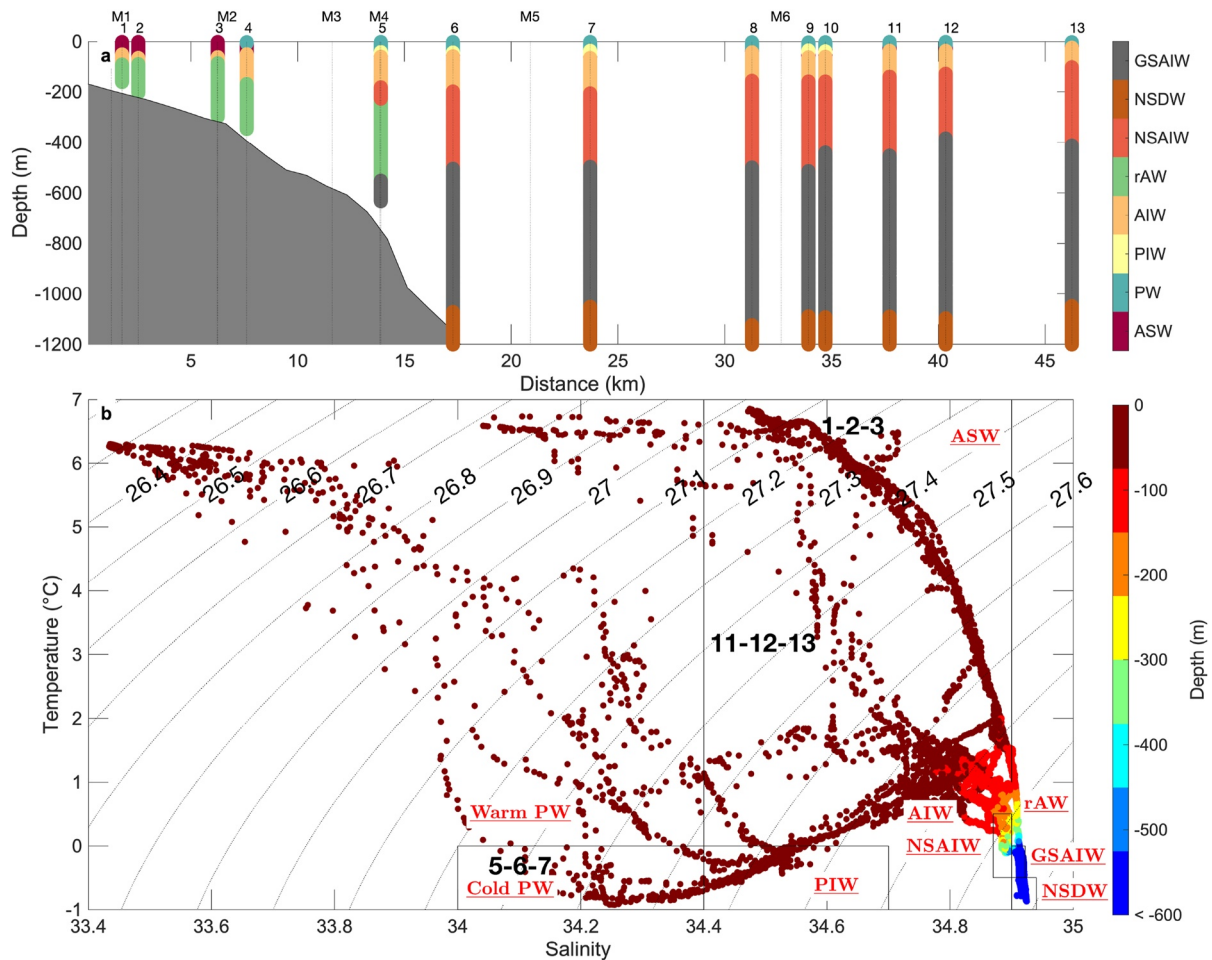 M1 M2 M3 M4 M5 M6
1 2 3 4 5 6 7 8 9 10 11 12 13
a
0
-200
-400
-600
-800
-1000
-1200
Depth (m)
5 10 15 20 25 30 35 40 45
Distance (km)
GSAIW
NSDW
NSAIW
rAW
AIW
PIW
PW
ASW
b
7
6
5
4
3
2
1
0
-1
Temperature (°C)
1-2-3
ASW
26.4 26.5 26.6 26.7 26.8 26.9 27 27.1 27.2 27.3 27.4 27.5 27.6
11-12-13
Warm PW
AIW
rAW
NSAIW
5-6-7
GSAIW
Cold PW
PIW
NSDW
33.4 33.6 33.8 34 34.2 34.4 34.6 34.8 35
Salinity
0
-100
-200
-300
-400
-500
< -600
Depth (m)